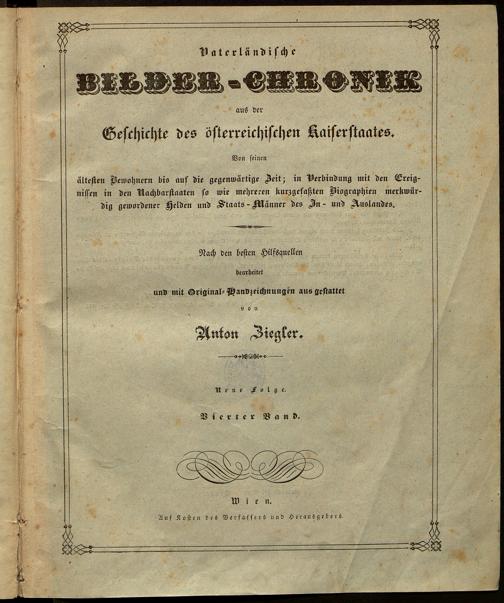 Vaterländische
BILDER-CHRONIK
aus der
Geschichte des österreichischen Kaiserstaates.
Von seinen
ältesten Bewohnern bis auf die gegenwärtige Zeit; in Verbindung mit den Ereig-
nissen in den Nachbarstaaten so wie mehreren kurzgefaßten Biographien merkwür-
dig gewordener Helden und Staats-Männer des In- und Auslandes.
Nach den besten Hilfsquellen
bearbeitet
und mit Original-Handzeichnungen ausgestattet
von
Anton Ziegler.
Neue Folge.
Vierter Band.
Wien.
Auf Kosten des Verfassers und Herausgebers.